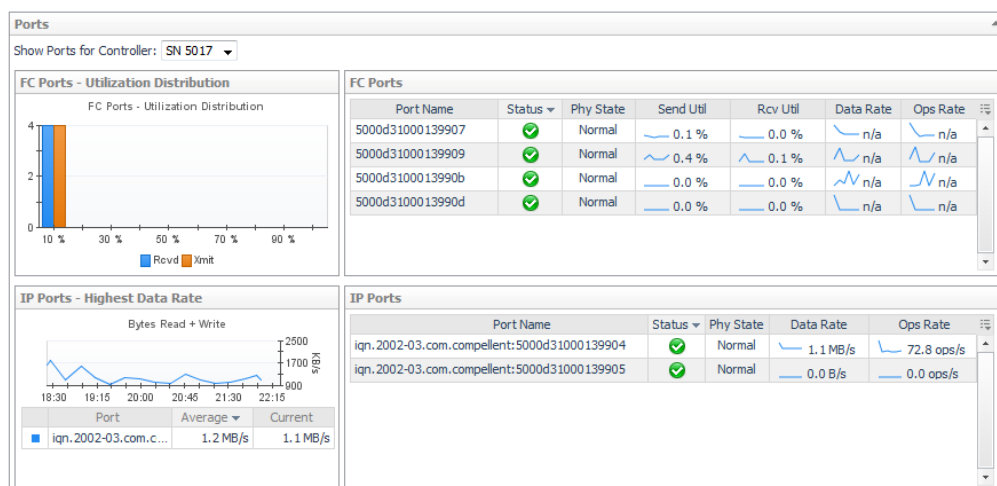 Ports
Show Ports for Controller: SN 5017
FC Ports - Utilization Distribution
FC Ports - Utilization Distribution
4
2
0
10 % 30 % 50 % 70 % 90 %
Rcvd Xmit
FC Ports
Port Name Status Phy State Send Util Rcv Util Data Rate Ops Rate
5000d31000139907 Normal 0.1 % 0.0 % n/a n/a
5000d31000139909 Normal 0.4 % 0.1 % n/a n/a
5000d3100013990b Normal 0.0 % 0.0 % n/a n/a
5000d3100013990d Normal 0.0 % 0.0 % n/a n/a
IP Ports - Highest Data Rate
Bytes Read + Write
2500
1700
900
KB/s
18:30 19:15 20:00 20:45 21:30 22:15
Port Average Current
iqn.2002-03.com.c... 1.2 MB/s 1.1 MB/s
IP Ports
Port Name Status Phy State Data Rate Ops Rate
iqn.2002-03.com.compellent:5000d31000139904 Normal 1.1 MB/s 72.8 ops/s
iqn.2002-03.com.compellent:5000d31000139905 Normal 0.0 B/s 0.0 ops/s